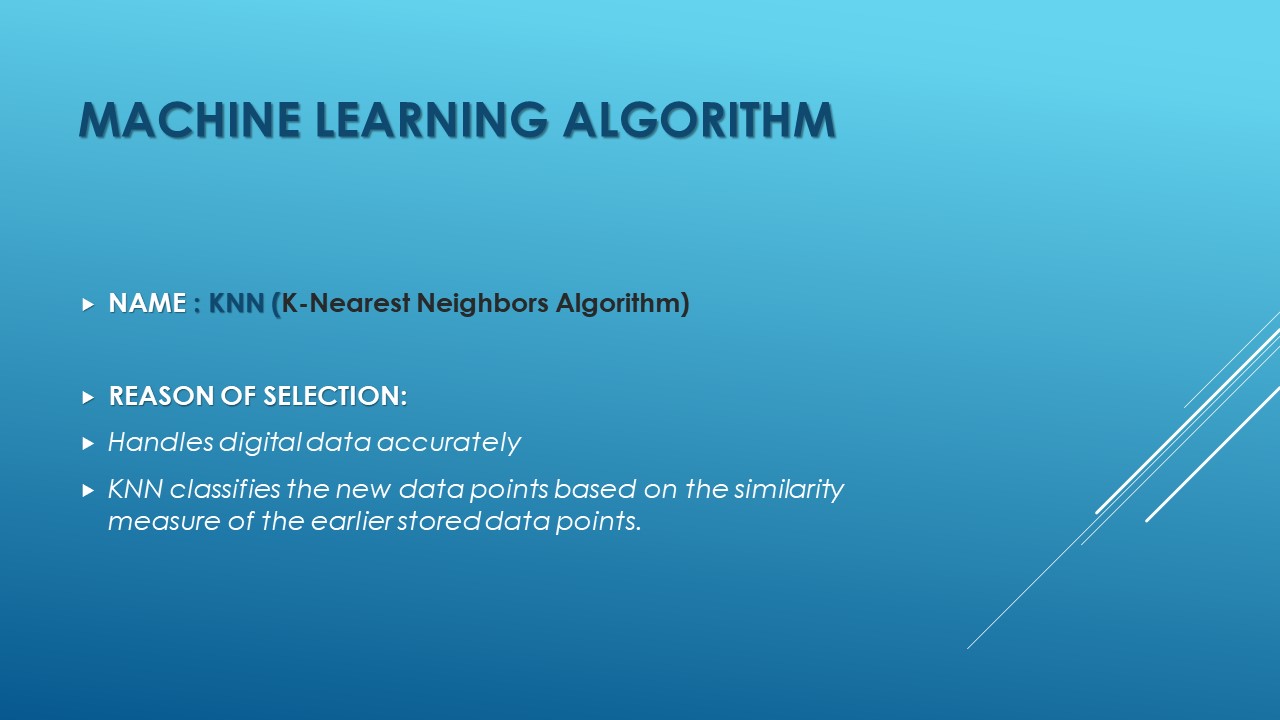 MACHINE LEARNING ALGORITHM
NAME : KNN (K-Nearest Neighbors Algorithm)
REASON OF SELECTION:
Handles digital data accurately
KNN classifies the new data points based on the similarity
measure of the earlier stored data points.